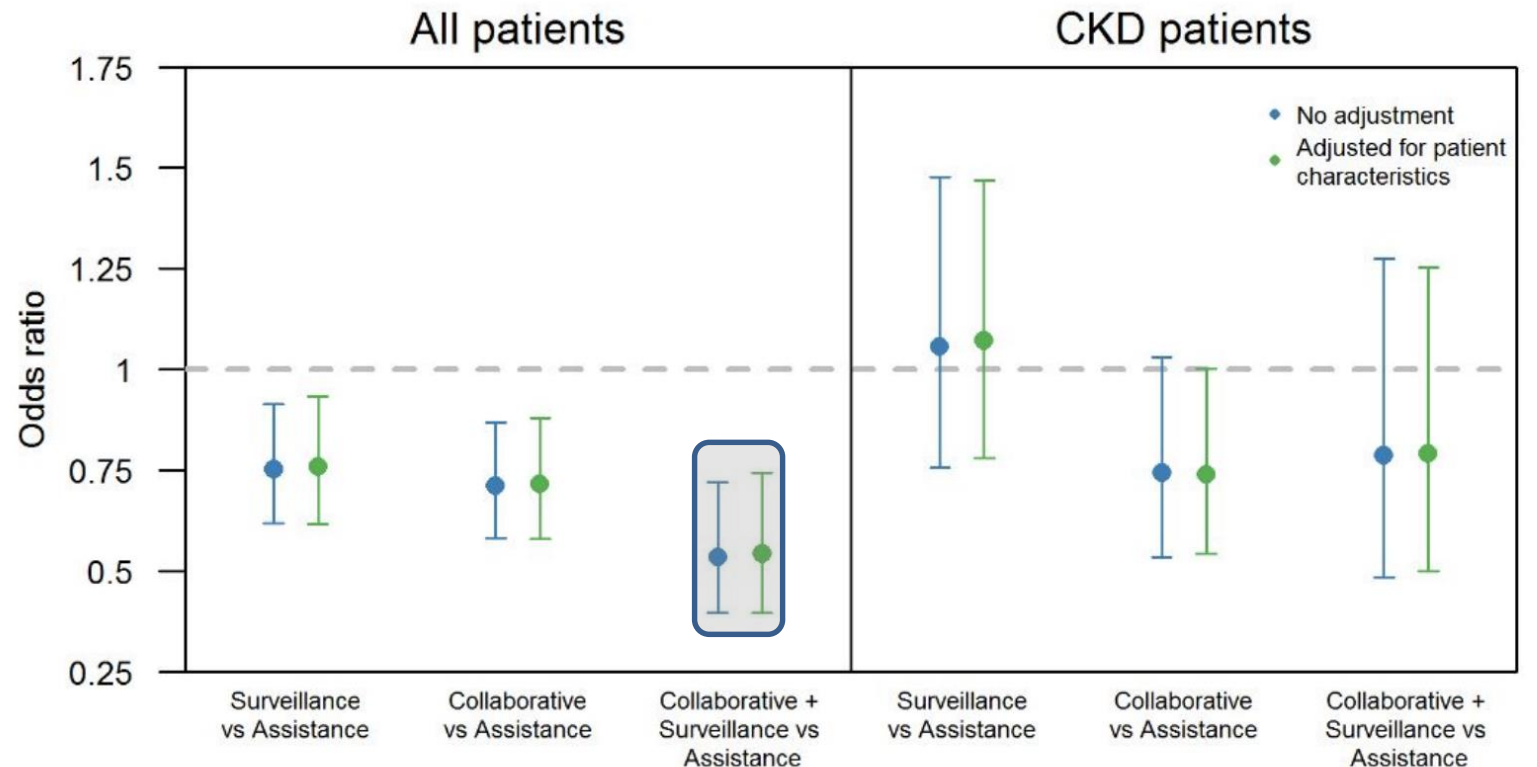 All patients
CKD patients
1.75
1.5
1.25
1
0.75
0.5
0.25
Odds ratio
No adjustment
Adjusted for patient
characteristics
Surveillance
vs Assistance
Collaborative
vs Assistance
Collaborative +
Surveillance vs
Assistance
Surveillance
vs Assistance
Collaborative
vs Assistance
Collaborative +
Surveillance vs
Assistance